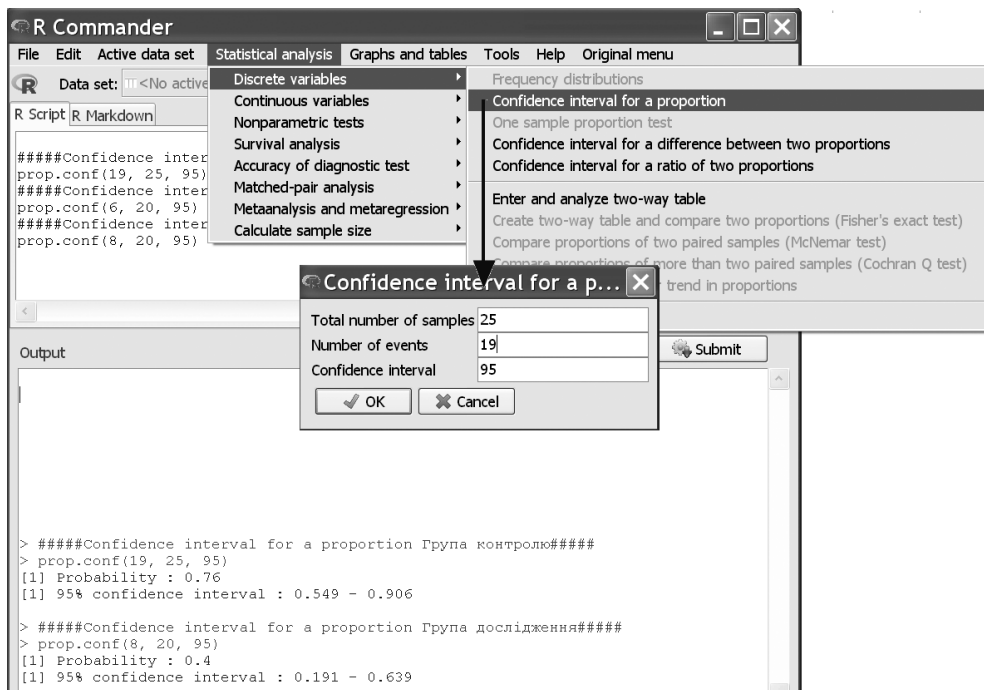 R Commander
File Edit Active data set Statistical analysis Graphs and tables Tools Help Original menu
Data set: <No active
R Script R Markdown
#####Confidence inter
prop.conf(19, 25, 95)
#####Confidence inter
prop.conf(6, 20, 95)
#####Confidence inter
prop.conf(8, 20, 95)
Discrete variables
Continuous variables
Nonparametric tests
Survival analysis
Accuracy of diagnostic test
Matched-pair analysis
Metaanalysis and metaregression
Calculate sample size
Frequency distributions
Confidence interval for a proportion
One sample proportion test
Confidence interval for a difference between two proportions
Confidence interval for a ratio of two proportions
Enter and analyze two-way table
Create two-way table and compare two proportions (Fisher's exact test)
Compare proportions of two paired samples (McNemar test)
Compare proportions of more than two paired samples (Cochran Q test)
trend in proportions
Confidence interval for a p...
Total number of samples 25
Number of events 19
Confidence interval 95
OK Cancel
Output
Submit
> #####Confidence interval for a proportion Група контролю#####
> prop.conf(19, 25, 95)
[1] Probability : 0.76
[1] 95% confidence interval : 0.549 - 0.906
> #####Confidence interval for a proportion Група дослідження#####
> prop.conf(8, 20, 95)
[1] Probability : 0.4
[1] 95% confidence interval : 0.191 - 0.639